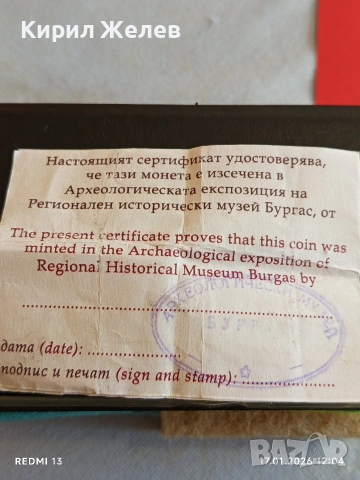 Кирил Желев
Настоящият сертификат удостоверява,
че тази монета е изсечена в
Археологическата експозиция на
Регионален исторически музей Бургас, от
The present certificate proves that this coin was
minted in the Archaeological exposition of
Regional Historical Museum Burgas by
дата (date):
подпис и печат (sign and stamp):
REDMI 13
17.01.2026 12:04
bazar